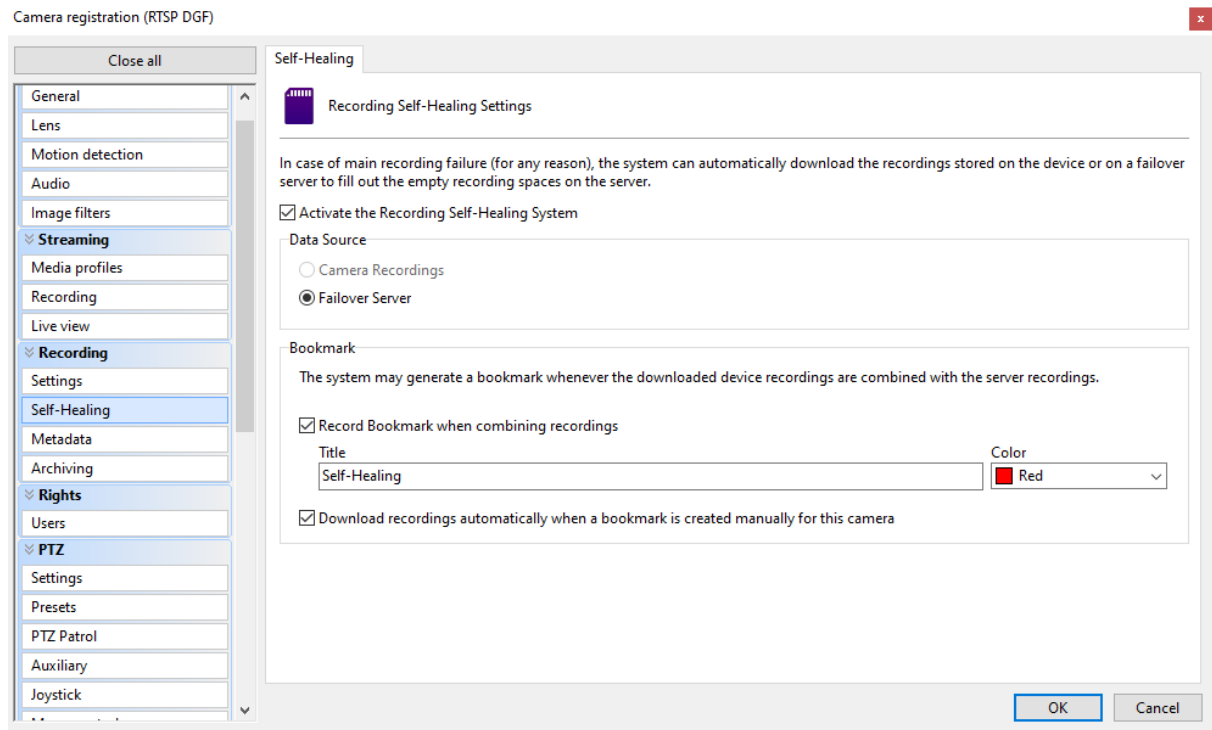 Camera registration (RTSP DGF)
x
Close all
General
Lens
Motion detection
Audio
Image filters
Streaming
Media profiles
Recording
Live view
Recording
Settings
Self-Healing
Metadata
Archiving
Rights
Users
PTZ
Settings
Presets
PTZ Patrol
Auxiliary
Joystick
Self-Healing
Recording Self-Healing Settings
In case of main recording failure (for any reason), the system can automatically download the recordings stored on the device or on a failover
server to fill out the empty recording spaces on the server.
Activate the Recording Self-Healing System
Data Source
Camera Recordings
Failover Server
Bookmark
The system may generate a bookmark whenever the downloaded device recordings are combined with the server recordings.
Record Bookmark when combining recordings
Title
Color
Self-Healing
Red
Download recordings automatically when a bookmark is created manually for this camera
OK
Cancel